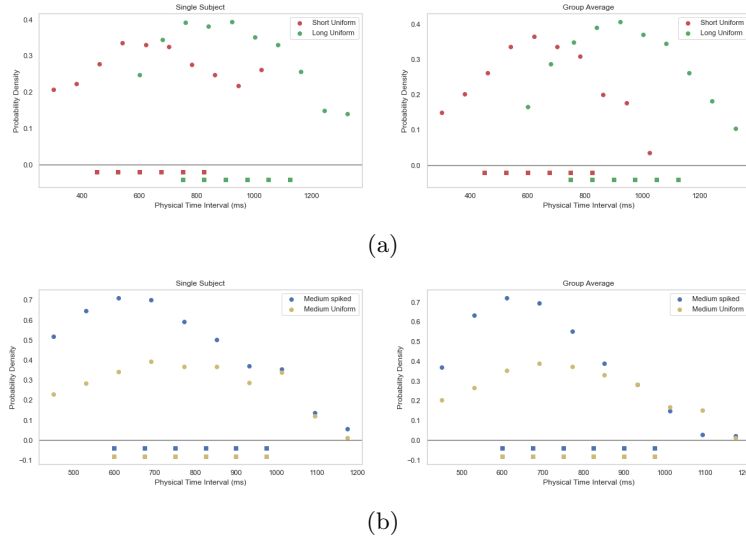 Single Subject
Group Average
Short Uniform
Long Uniform
Short Uniform
Long Uniform
Probability Density
0.4
0.3
0.2
0.1
0.0
400 600 800 1000 1200
Physical Time Interval (ms)
Probability Density
0.4
0.3
0.2
0.1
0.0
400 600 800 1000 1200
Physical Time Interval (ms)
(a)
Single Subject
Group Average
Medium spiked
Medium Uniform
Medium spiked
Medium Uniform
Probability Density
0.7
0.6
0.5
0.4
0.3
0.2
0.1
0.0
−0.1
500 600 700 800 900 1000 1100 1200
Physical Time Interval (ms)
Probability Density
0.7
0.6
0.5
0.4
0.3
0.2
0.1
0.0
−0.1
500 600 700 800 900 1000 1100
Physical Time Interval (ms)
(b)